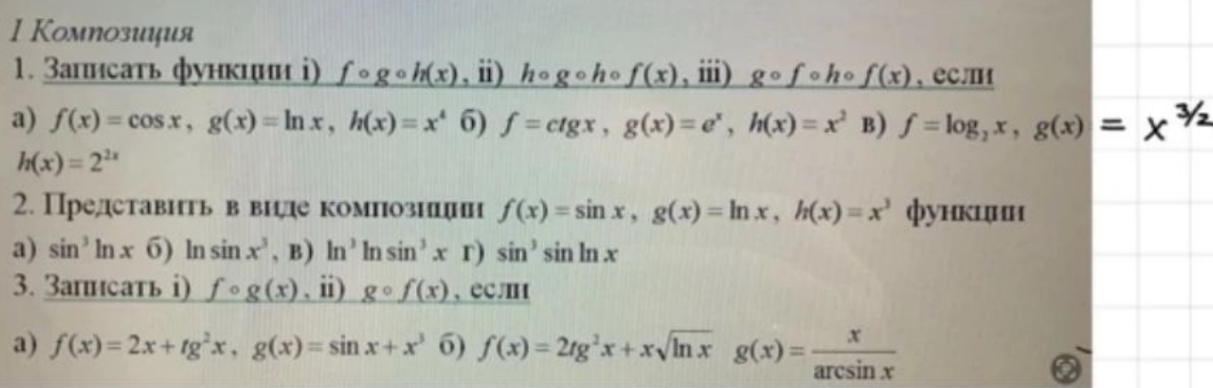 I Композиция
1. Записать функции i) f∘g∘h(x), ii) h∘g∘h∘f(x), iii) g∘f∘h∘f(x), если
а) f(x) = cos x, g(x) = ln x, h(x) = x⁴ б) f = ctgx, g(x) = eˣ, h(x) = x² в) f = log₂ x, g(x) = x^{3/2}
h(x) = 2^{2x}
2. Представить в виде композиции f(x) = sin x, g(x) = ln x, h(x) = x³ функции
а) sin³ ln x б) ln sin x³, в) ln³ ln sin³ x г) sin³ sin ln x
3. Записать i) f∘g(x), ii) g∘f(x), если
а) f(x) = 2x + tg²x, g(x) = sin x + x³ б) f(x) = 2tg²x + x√(ln x) g(x) = x / arcsin x